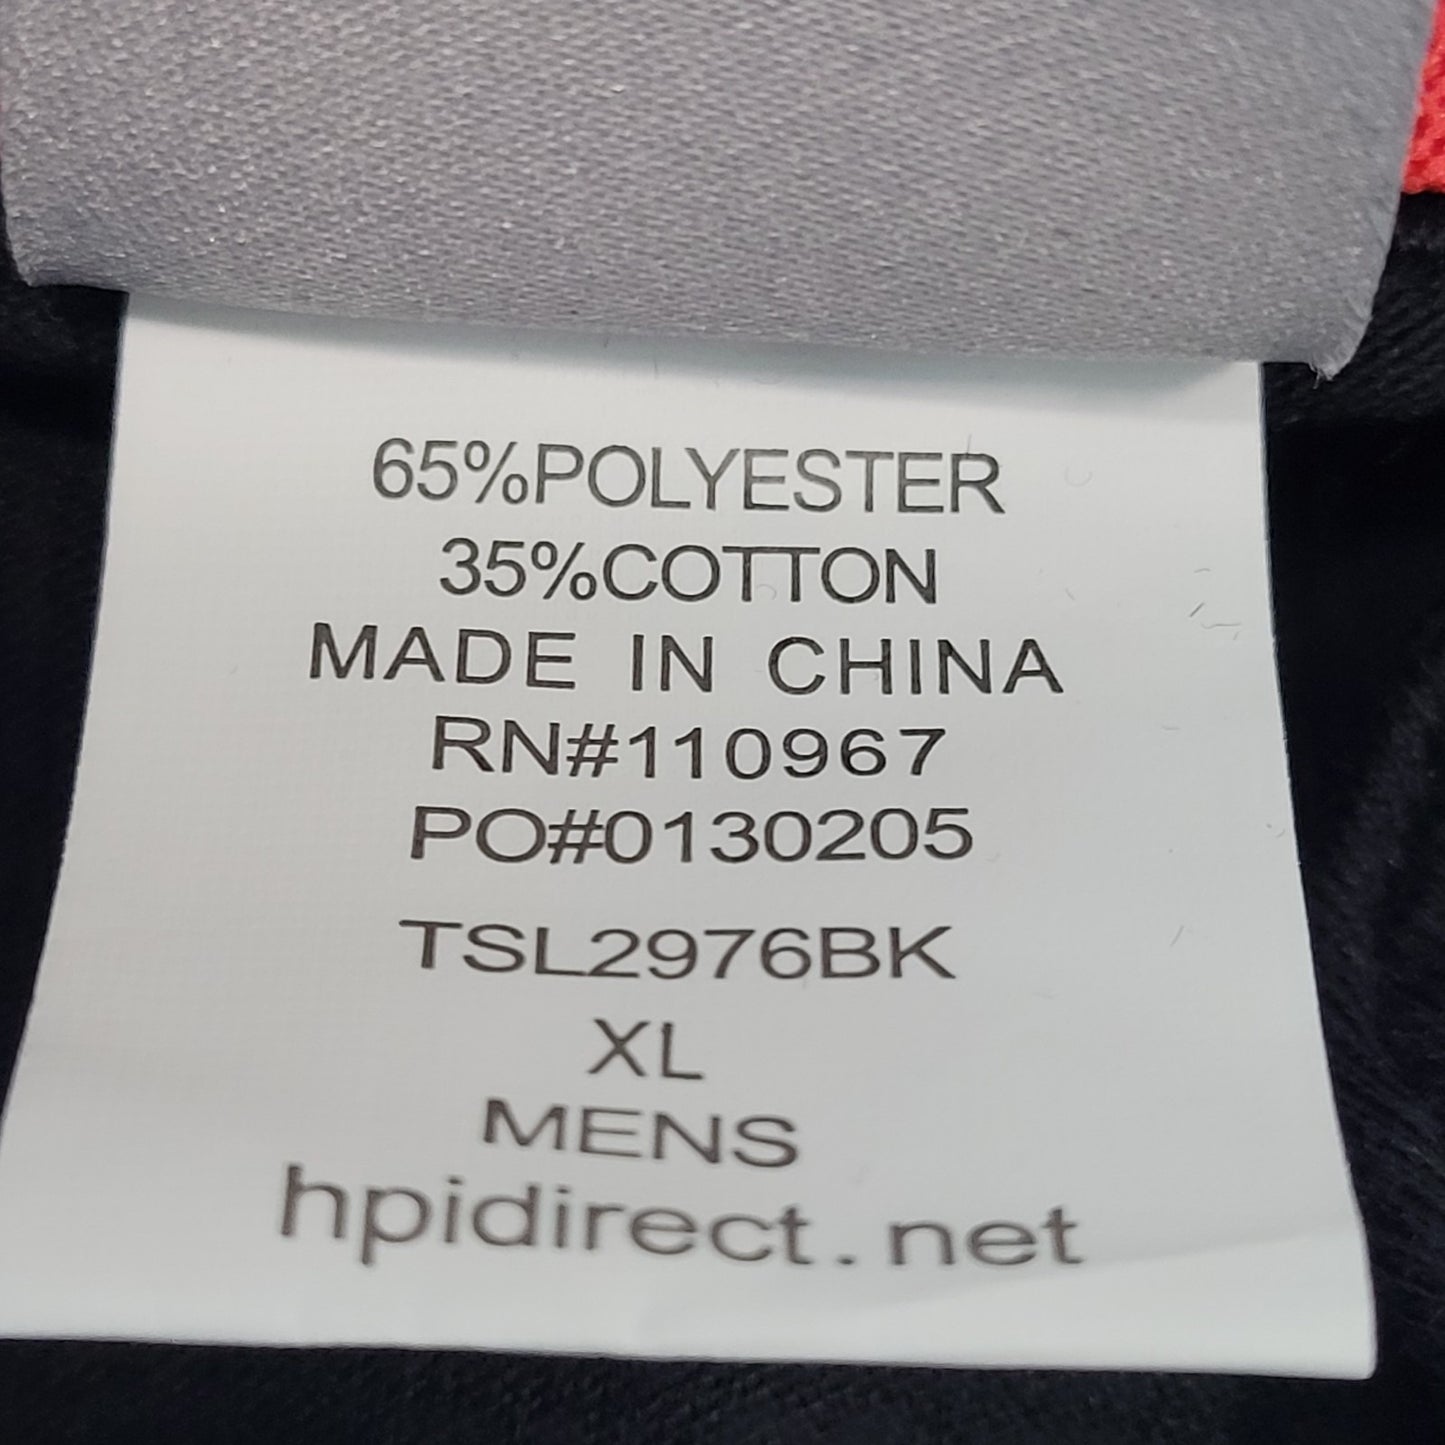 65%POLYESTER
35%COTTON
MADE IN CHINA
RN#110967
PO#0130205
TSL2976BK
XL
MENS
hpidirect.net